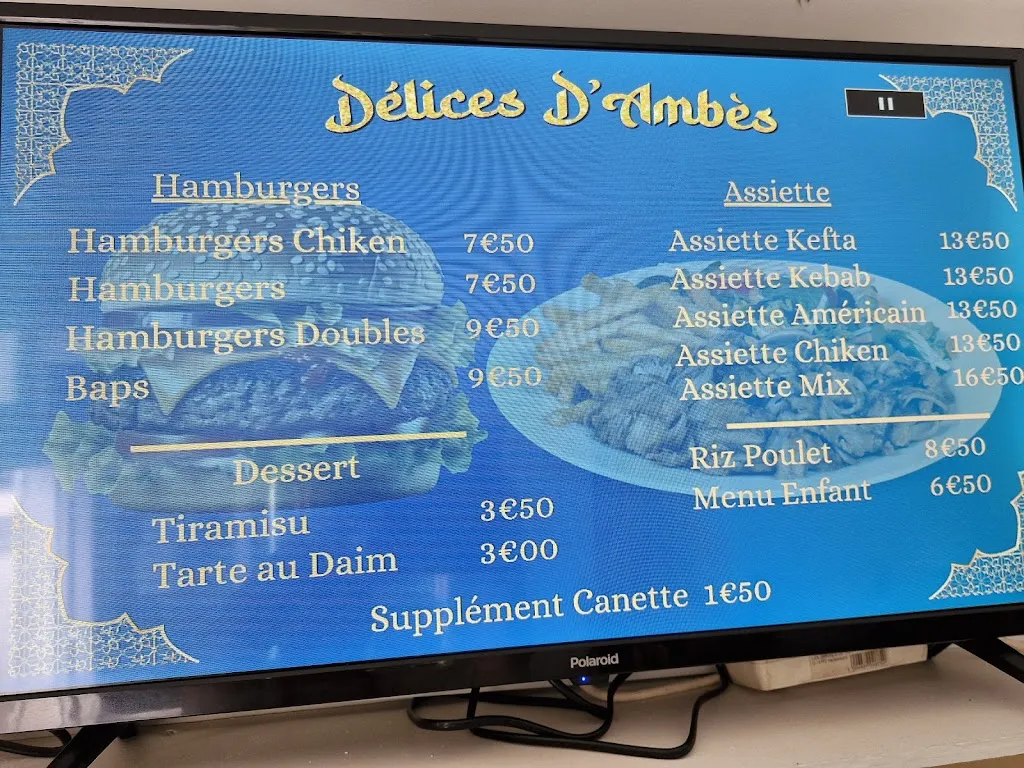 Délices D'Ambès
Hamburgers
Hamburgers Chiken 7€50
Hamburgers 7€50
Hamburgers Doubles 9€50
Baps 9€50
Dessert
Tiramisu 3€50
Tarte au Daim 3€00
Assiette
Assiette Kefta 13€50
Assiette Kebab 13€50
Assiette Américain 13€50
Assiette Chiken 13€50
Assiette Mix 16€50
Riz Poulet 8€50
Menu Enfant 6€50
Supplément Canette 1€50
Polaroid